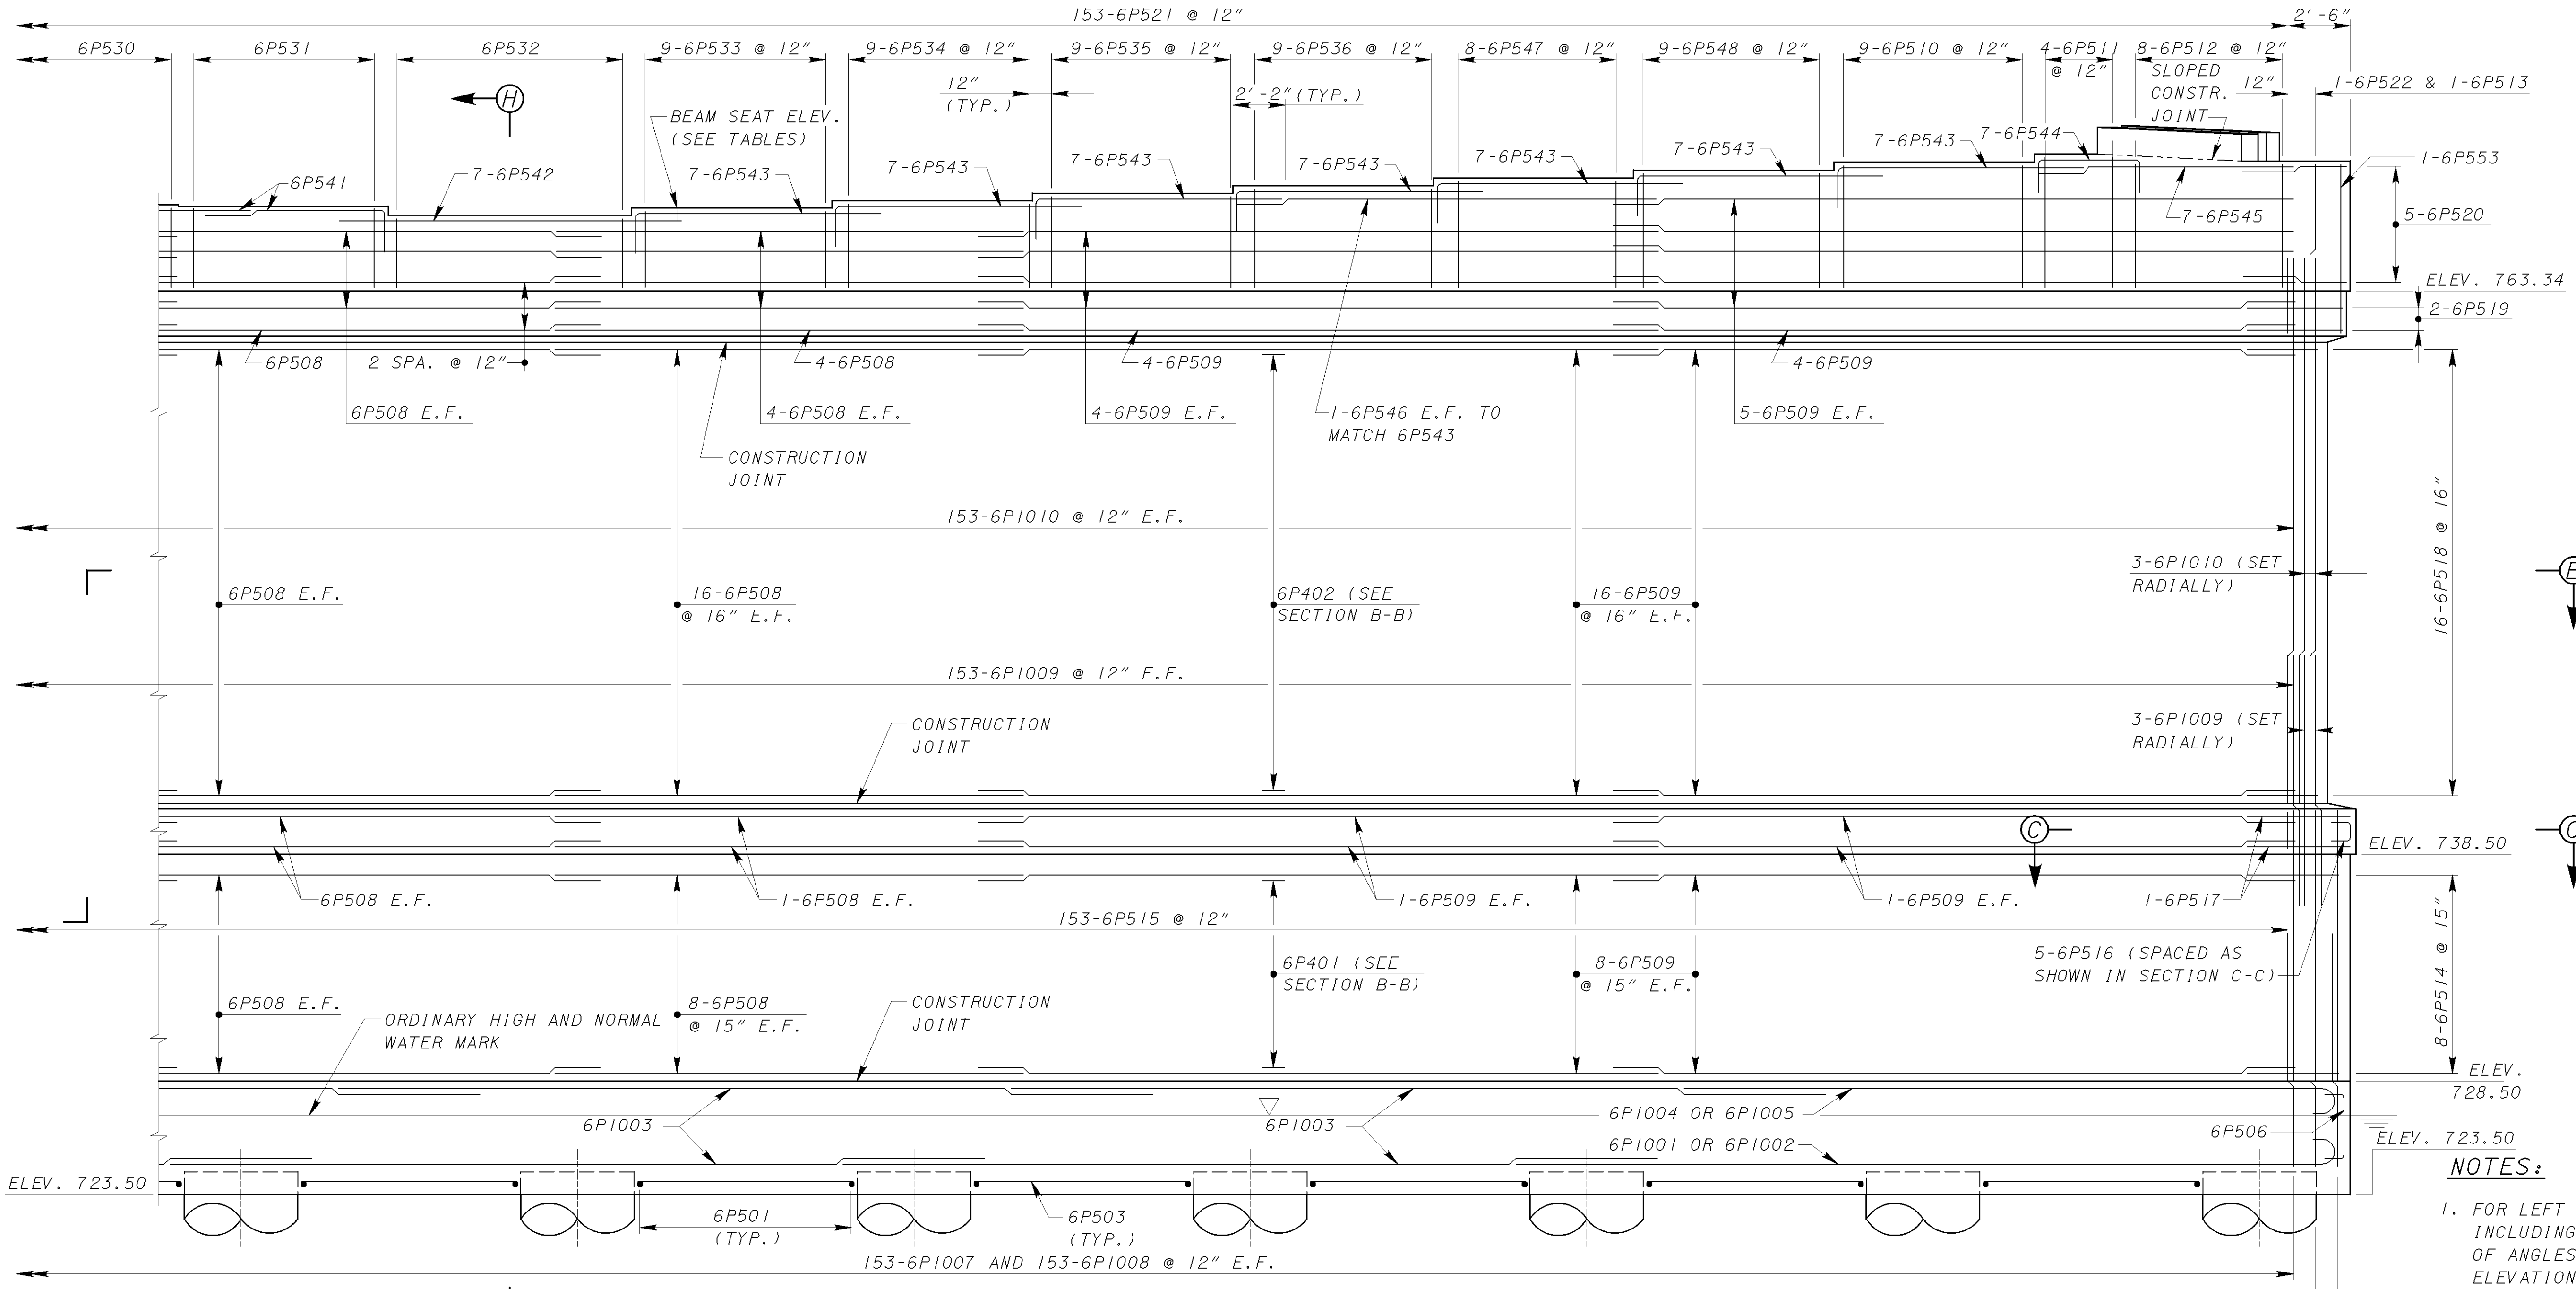 153-6P521 @ 12"
2'-6"
6P530
6P531
6P532
9-6P533 @ 12"
9-6P534 @ 12"
9-6P535 @ 12"
9-6P536 @ 12"
8-6P547 @ 12"
9-6P548 @ 12"
9-6P510 @ 12"
4-6P511
@ 12"
8-6P512 @ 12"
H
12"
(TYP.)
2'-2" (TYP.)
SLOPED
CONSTR.
JOINT
12"
1-6P522 & 1-6P513
BEAM SEAT ELEV.
(SEE TABLES)
6P541
7-6P542
7-6P543
7-6P543
7-6P543
7-6P543
7-6P543
7-6P543
7-6P543
7-6P544
1-6P553
7-6P545
5-6P520
ELEV. 763.34
2-6P519
6P508
2 SPA. @ 12"
4-6P508
4-6P509
4-6P509
6P508 E.F.
4-6P508 E.F.
4-6P509 E.F.
1-6P546 E.F. TO
MATCH 6P543
5-6P509 E.F.
CONSTRUCTION
JOINT
153-6P1010 @ 12" E.F.
16-6P518 @ 16"
3-6P1010 (SET
RADIALLY)
6P508 E.F.
16-6P508
@ 16" E.F.
6P402 (SEE
SECTION B-B)
16-6P509
@ 16" E.F.
153-6P1009 @ 12" E.F.
CONSTRUCTION
JOINT
3-6P1009 (SET
RADIALLY)
C
ELEV. 738.50
6P508 E.F.
1-6P508 E.F.
1-6P509 E.F.
1-6P509 E.F.
1-6P517
153-6P515 @ 12"
8-6P514 @ 15"
5-6P516 (SPACED AS
SHOWN IN SECTION C-C)
6P508 E.F.
8-6P508
@ 15" E.F.
6P401 (SEE
SECTION B-B)
8-6P509
@ 15" E.F.
CONSTRUCTION
JOINT
ORDINARY HIGH AND NORMAL
WATER MARK
ELEV.
728.50
6P1003
6P1003
6P1004 OR 6P1005
6P1001 OR 6P1002
6P506
ELEV. 723.50
ELEV. 723.50
6P501
(TYP.)
6P503
(TYP.)
153-6P1007 AND 153-6P1008 @ 12" E.F.
NOTES:
1. FOR LEFT
INCLUDING
OF ANGLES
ELEVATION